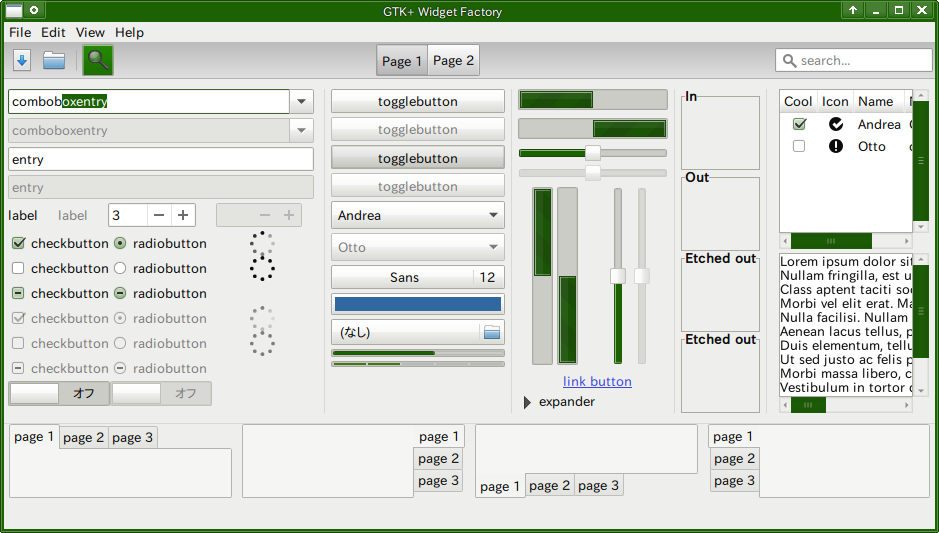 GTK+ Widget Factory
File Edit View Help
Page 1 Page 2
search...
comboboxentry
comboboxentry
entry
entry
label label 3
checkbutton radiobutton
checkbutton radiobutton
checkbutton radiobutton
checkbutton radiobutton
checkbutton radiobutton
checkbutton radiobutton
オフ オフ
togglebutton
togglebutton
togglebutton
togglebutton
Andrea
Otto
Sans 12
(なし)
link button
expander
In
Out
Etched out
Etched out
Cool Icon Name
Andrea
Otto
Lorem ipsum dolor
Nullam fringilla, est
Class aptent taciti
Morbi vel elit erat.
Nulla facilisi. Nullam
Aenean lacus tellus,
Duis elementum,
Ut sed justo ac felis
Morbi massa libero,
Vestibulum in tortor
page 1 page 2 page 3
page 1
page 2
page 3
page 1 page 2 page 3
page 1
page 2
page 3